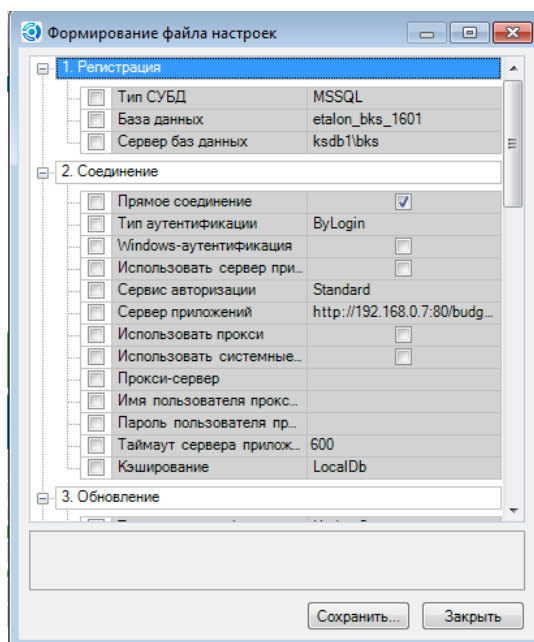 Формирование файла настроек
1. Регистрация
Тип СУБД MSSQL
База данных etalon_bks_1601
Сервер баз данных ksdb1\bks
2. Соединение
Прямое соединение
Тип аутентификации ByLogin
Windows-аутентификация
Использовать сервер при...
Сервис авторизации Standard
Сервер приложений http://192.168.0.7:80/budg...
Использовать прокси
Использовать системные...
Прокси-сервер
Имя пользователя прокс...
Пароль пользователя пр...
Таймаут сервера прилож... 600
Кэширование LocalDb
3. Обновление
Сохранить... Закрыть